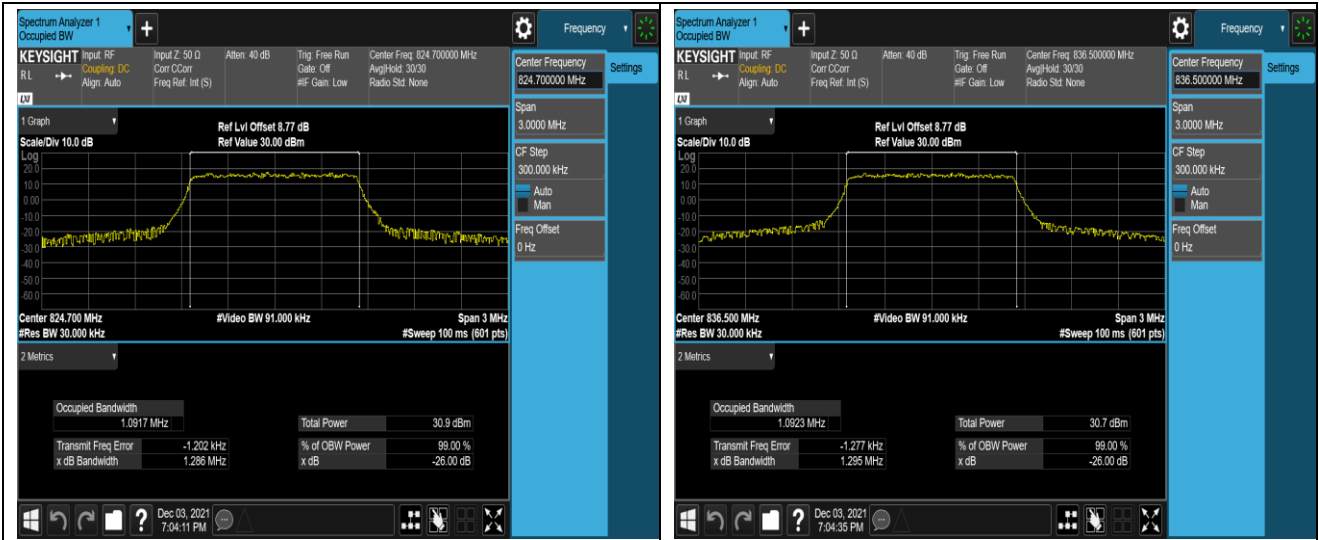 Spectrum Analyzer 1
Occupied BW
+
Frequency
KEYSIGHT
RL
LXI
Input: RF
Coupling: DC
Align: Auto
Input Z: 50 Ω
Corr CCorr
Freq Ref: Int (S)
Atten: 40 dB
Trig: Free Run
Gate: Off
#IF Gain: Low
Center Freq: 824.700000 MHz
Avg|Hold: 30/30
Radio Std: None
Center Frequency
824.700000 MHz
Settings
Span
3.0000 MHz
CF Step
300.000 kHz
Auto
Man
Freq Offset
0 Hz
1 Graph
Scale/Div 10.0 dB
Ref Lvl Offset 8.77 dB
Ref Value 30.00 dBm
Log
20.0
10.0
0.00
-10.0
-20.0
-30.0
-40.0
-50.0
-60.0
Center 824.700 MHz
#Video BW 91.000 kHz
Span 3 MHz
#Res BW 30.000 kHz
#Sweep 100 ms (601 pts)
2 Metrics
Occupied Bandwidth
1.0917 MHz
Total Power 30.9 dBm
Transmit Freq Error -1.202 kHz
% of OBW Power 99.00 %
x dB Bandwidth 1.286 MHz
x dB -26.00 dB
?
Dec 03, 2021
7:04:11 PM
Spectrum Analyzer 1
Occupied BW
+
Frequency
KEYSIGHT
RL
LXI
Input: RF
Coupling: DC
Align: Auto
Input Z: 50 Ω
Corr CCorr
Freq Ref: Int (S)
Atten: 40 dB
Trig: Free Run
Gate: Off
#IF Gain: Low
Center Freq: 836.500000 MHz
Avg|Hold: 30/30
Radio Std: None
Center Frequency
836.500000 MHz
Settings
Span
3.0000 MHz
CF Step
300.000 kHz
Auto
Man
Freq Offset
0 Hz
1 Graph
Scale/Div 10.0 dB
Ref Lvl Offset 8.77 dB
Ref Value 30.00 dBm
Log
20.0
10.0
0.00
-10.0
-20.0
-30.0
-40.0
-50.0
-60.0
Center 836.500 MHz
#Video BW 91.000 kHz
Span 3 MHz
#Res BW 30.000 kHz
#Sweep 100 ms (601 pts)
2 Metrics
Occupied Bandwidth
1.0923 MHz
Total Power 30.7 dBm
Transmit Freq Error -1.277 kHz
% of OBW Power 99.00 %
x dB Bandwidth 1.295 MHz
x dB -26.00 dB
?
Dec 03, 2021
7:04:35 PM